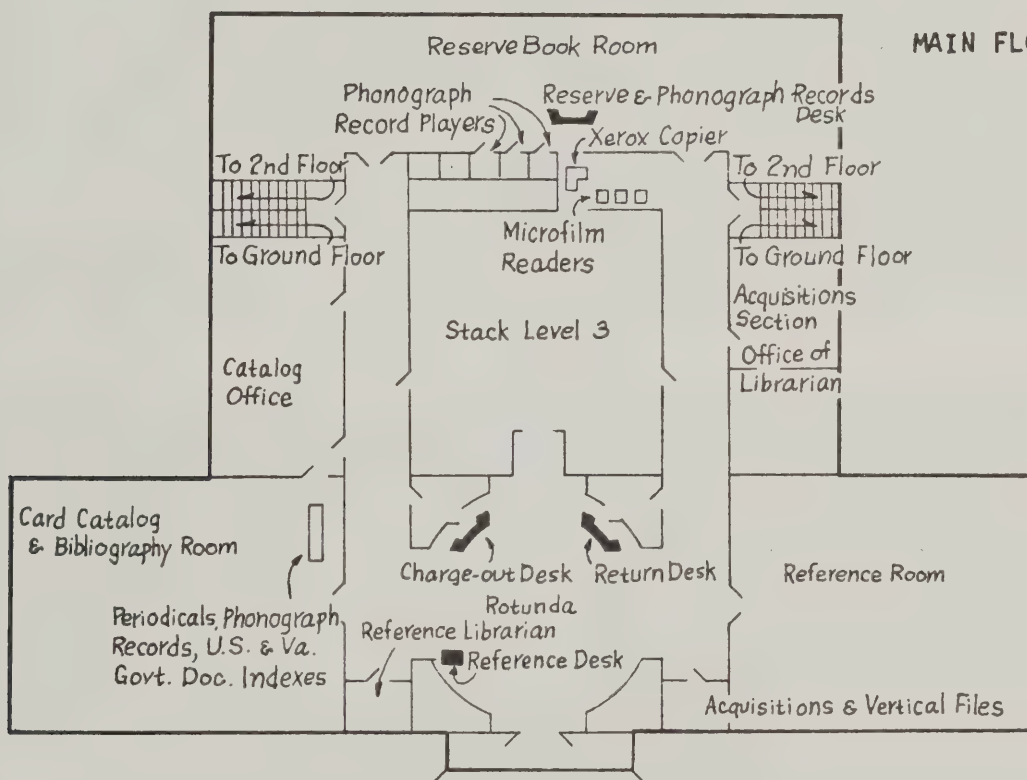 MAIN FLO
Reserve Book Room
Phonograph
Record Players
Reserve & Phonograph Records
Desk
Xerox Copier
To 2nd Floor
To Ground Floor
To 2nd Floor
To Ground Floor
Microfilm
Readers
Acquisitions
Section
Stack Level 3
Office of
Librarian
Catalog
Office
Card Catalog
& Bibliography Room
Charge-out Desk
Return Desk
Reference Room
Rotunda
Periodicals, Phonograph
Records, U.S. & Va.
Govt. Doc. Indexes
Reference Librarian
Reference Desk
Acquisitions & Vertical Files